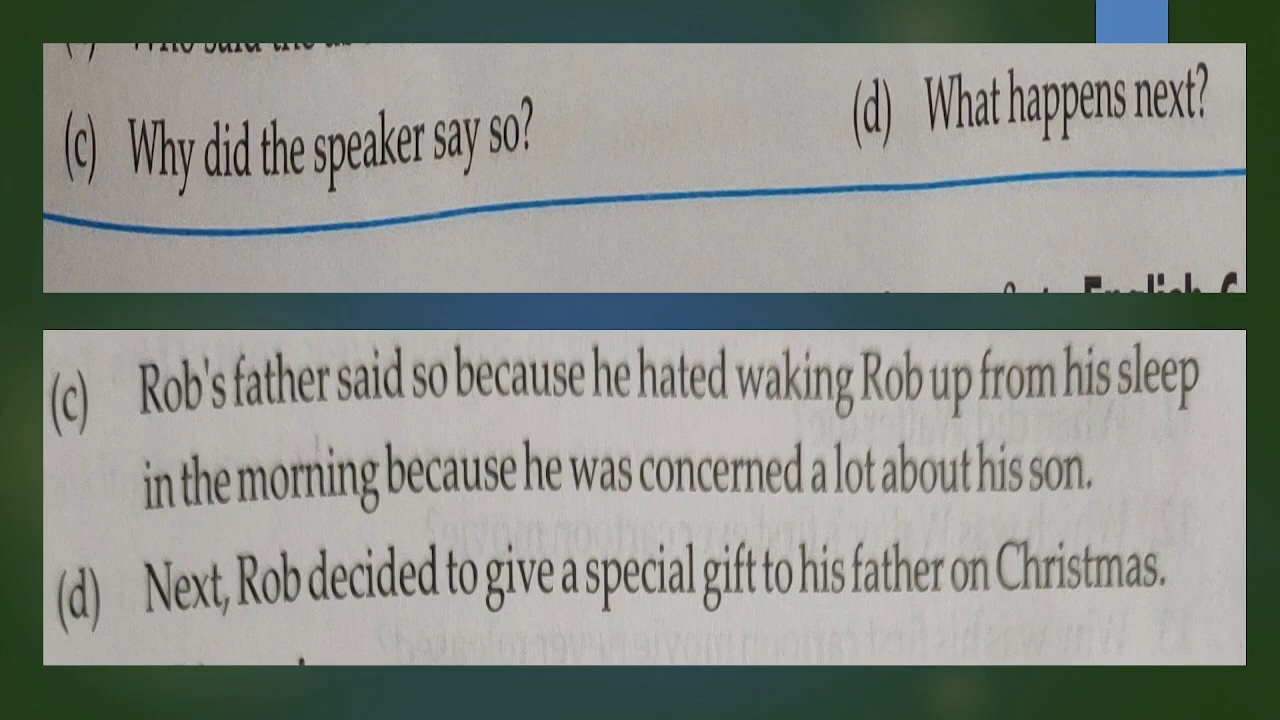 (c) Why did the speaker say so? (d) What happens next?
English
(c) Rob's father said so because he hated waking Rob up from his sleep
in the morning because he was concerned a lot about his son.
(d) Next, Rob decided to give a special gift to his father on Christmas.